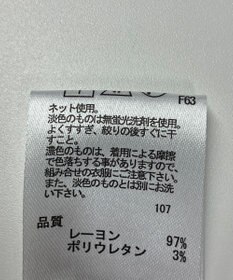 F63
ネット使用。
淡色のものは無蛍光洗剤を使用。
よくすすぎ、絞りの後すぐに干
すこと。
濃色のものは、着用による摩擦
で色落ちする事がありますので、
組み合せの衣服にご注意下さい。
また、淡色のものとは別にお洗
い下さい。
107
品質
レーヨン 97%
ポリウレタン 3%